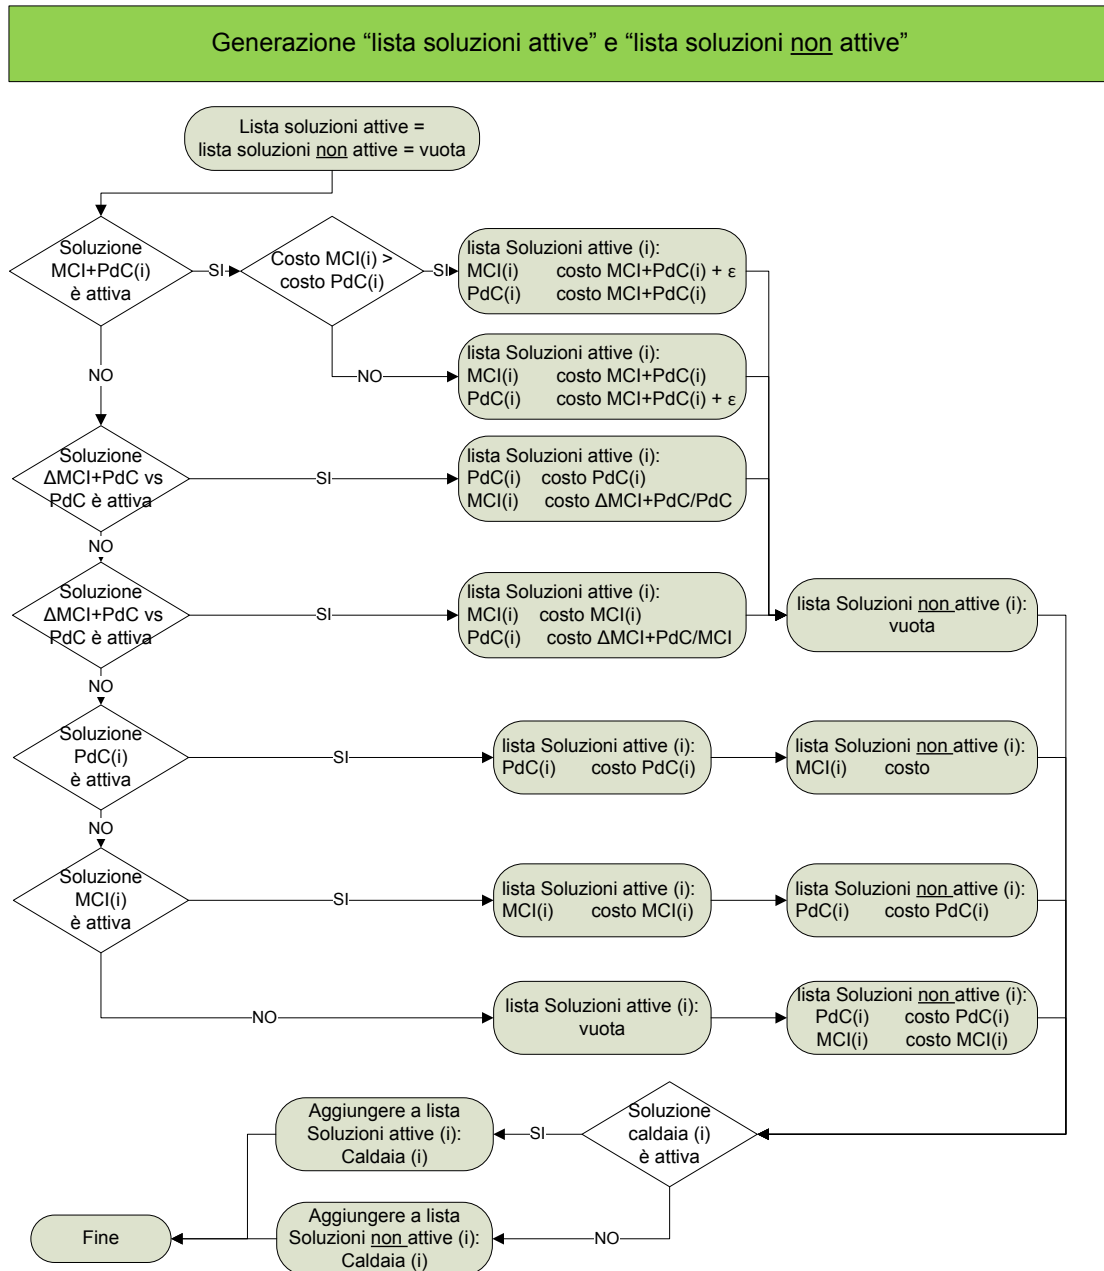 Generazione “lista soluzioni attive” e “lista soluzioni non attive”
Lista soluzioni attive =
lista soluzioni non attive = vuota
Soluzione
MCI+PdC(i)
è attiva
SI
Costo MCI(i) >
costo PdC(i)
SI
lista Soluzioni attive (i):
MCI(i) costo MCI+PdC(i) + ε
PdC(i) costo MCI+PdC(i)
NO
NO
lista Soluzioni attive (i):
MCI(i) costo MCI+PdC(i)
PdC(i) costo MCI+PdC(i) + ε
Soluzione
ΔMCI+PdC vs
PdC è attiva
SI
lista Soluzioni attive (i):
PdC(i) costo PdC(i)
MCI(i) costo ΔMCI+PdC/PdC
NO
Soluzione
ΔMCI+PdC vs
PdC è attiva
SI
lista Soluzioni attive (i):
MCI(i) costo MCI(i)
PdC(i) costo ΔMCI+PdC/MCI
lista Soluzioni non attive (i):
vuota
NO
Soluzione
PdC(i)
è attiva
SI
lista Soluzioni attive (i):
PdC(i) costo PdC(i)
lista Soluzioni non attive (i):
MCI(i) costo
NO
Soluzione
MCI(i)
è attiva
SI
lista Soluzioni attive (i):
MCI(i) costo MCI(i)
lista Soluzioni non attive (i):
PdC(i) costo PdC(i)
NO
lista Soluzioni attive (i):
vuota
lista Soluzioni non attive (i):
PdC(i) costo PdC(i)
MCI(i) costo MCI(i)
Soluzione
caldaia (i)
è attiva
SI
Aggiungere a lista
Soluzioni attive (i):
Caldaia (i)
NO
Aggiungere a lista
Soluzioni non attive (i):
Caldaia (i)
Fine